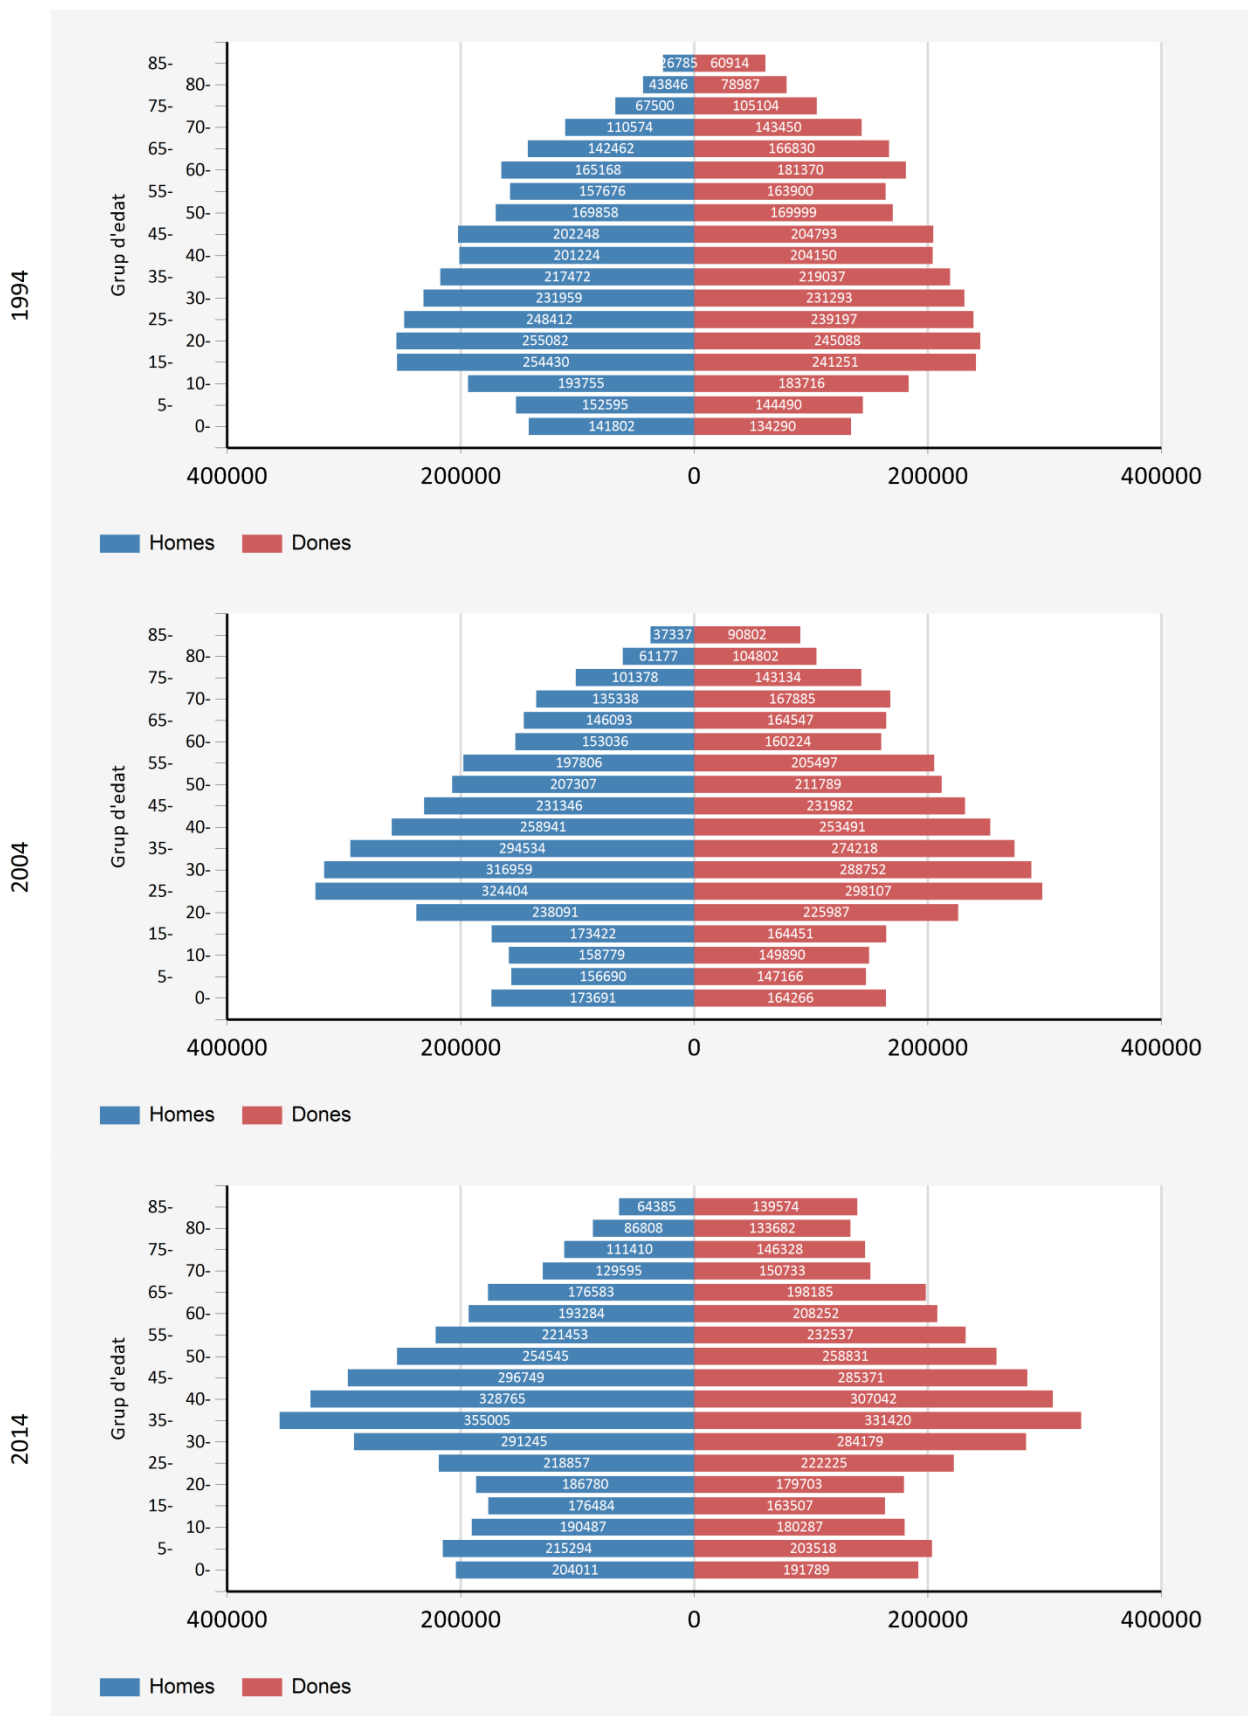 1994
Grup d'edat
85- 26785 60914
80- 43846 78987
75- 67500 105104
70- 110574 143450
65- 142462 166830
60- 165168 181370
55- 157676 163900
50- 169858 169999
45- 202248 204793
40- 201224 204150
35- 217472 219037
30- 231959 231293
25- 248412 239197
20- 255082 245088
15- 254430 241251
10- 193755 183716
5- 152595 144490
0- 141802 134290
400000 200000 0 200000 400000
Homes Dones
2004
Grup d'edat
85- 37337 90802
80- 61177 104802
75- 101378 143134
70- 135338 167885
65- 146093 164547
60- 153036 160224
55- 197806 205497
50- 207307 211789
45- 231346 231982
40- 258941 253491
35- 294534 274218
30- 316959 288752
25- 324404 298107
20- 238091 225987
15- 173422 164451
10- 158779 149890
5- 156690 147166
0- 173691 164266
400000 200000 0 200000 400000
Homes Dones
2014
Grup d'edat
85- 64385 139574
80- 86808 133682
75- 111410 146328
70- 129595 150733
65- 176583 198185
60- 193284 208252
55- 221453 232537
50- 254545 258831
45- 296749 285371
40- 328765 307042
35- 355005 331420
30- 291245 284179
25- 218857 222225
20- 186780 179703
15- 176484 163507
10- 190487 180287
5- 215294 203518
0- 204011 191789
400000 200000 0 200000 400000
Homes Dones